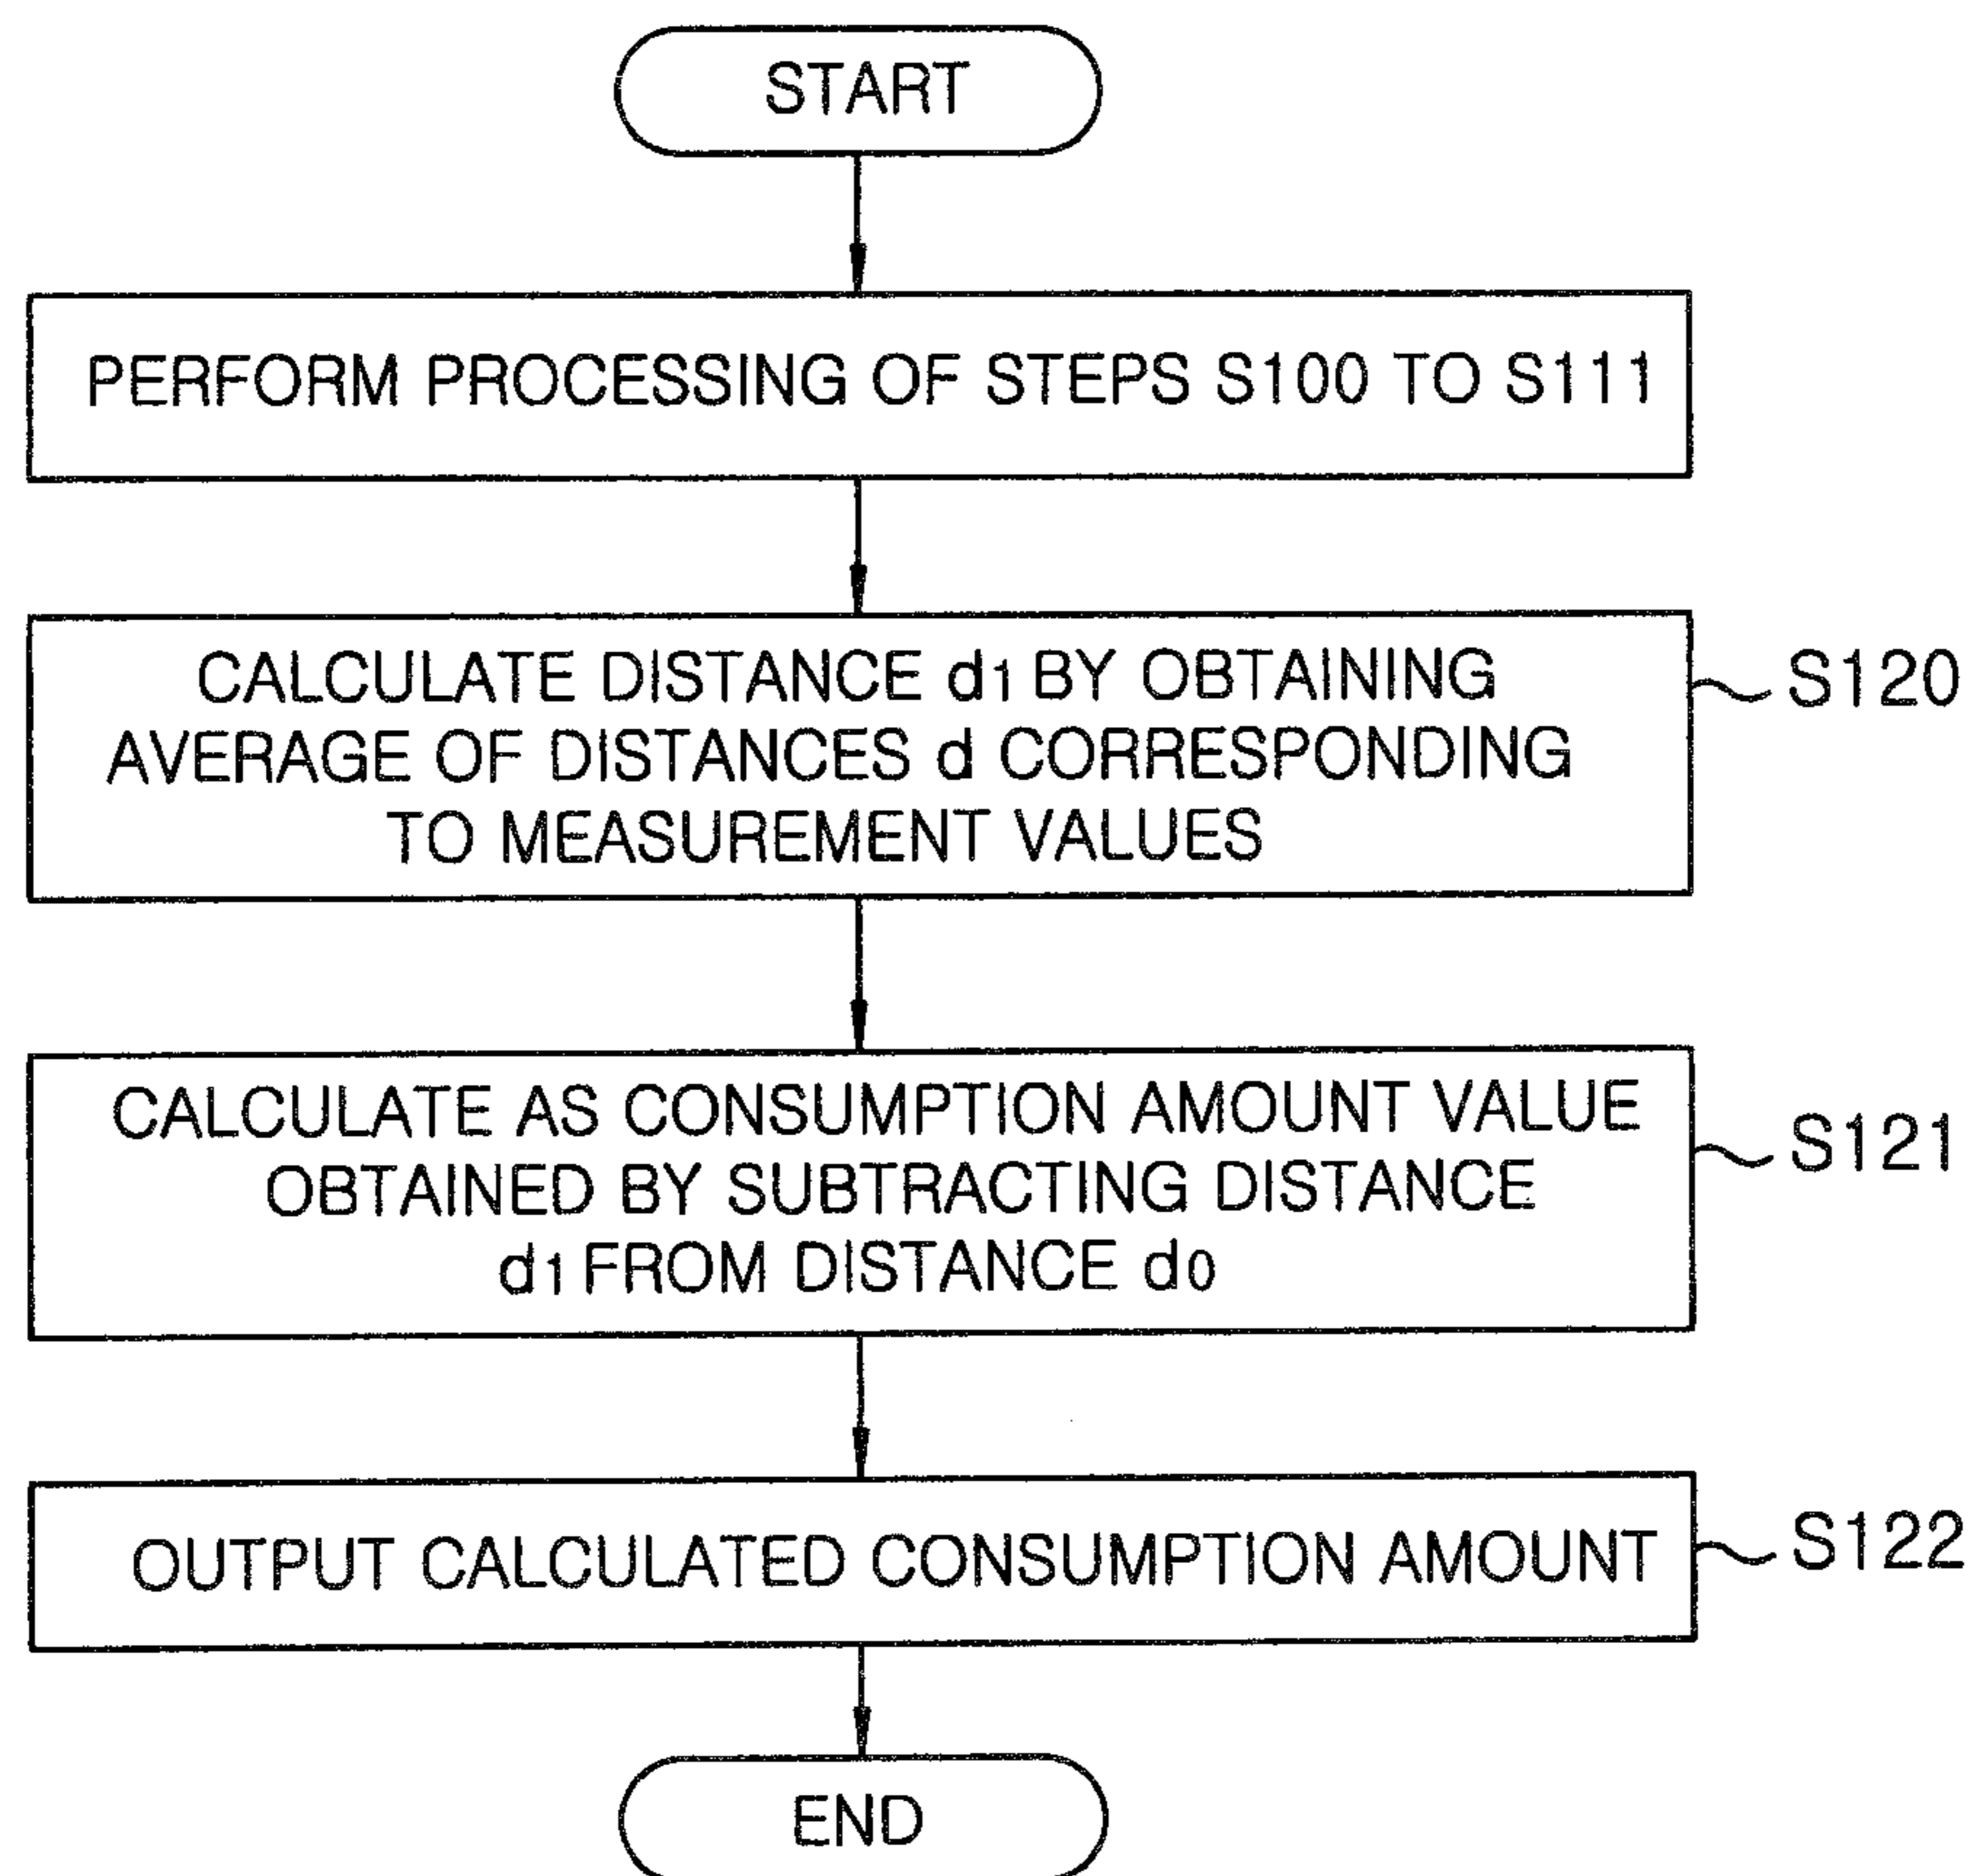 START
PERFORM PROCESSING OF STEPS S100 TO S111
CALCULATE DISTANCE d1 BY OBTAINING
AVERAGE OF DISTANCES d CORRESPONDING
TO MEASUREMENT VALUES
S120
CALCULATE AS CONSUMPTION AMOUNT VALUE
OBTAINED BY SUBTRACTING DISTANCE
d1 FROM DISTANCE d0
S121
OUTPUT CALCULATED CONSUMPTION AMOUNT
S122
END